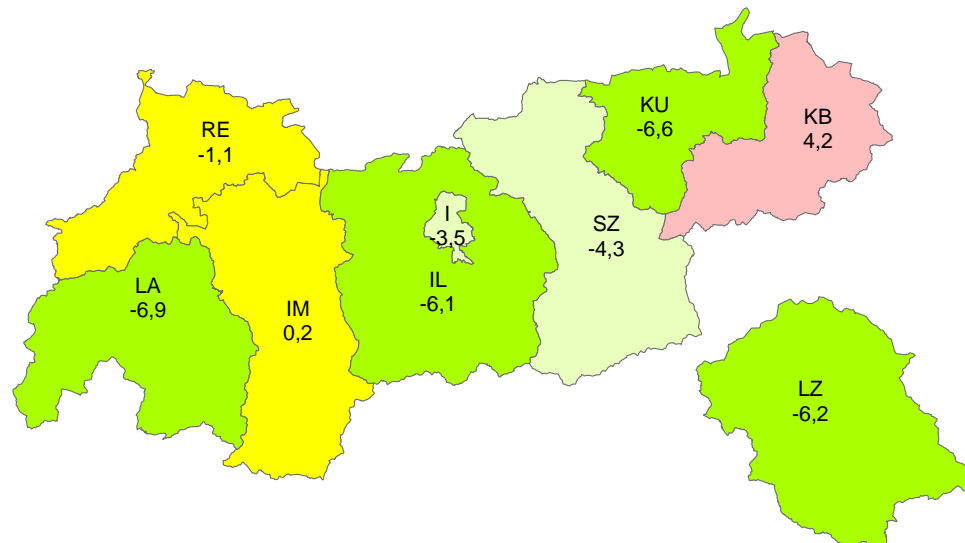 RE
-1,1
KU
-6,6
KB
4,2
I
-3,5
SZ
-4,3
LA
-6,9
IM
0,2
IL
-6,1
LZ
-6,2